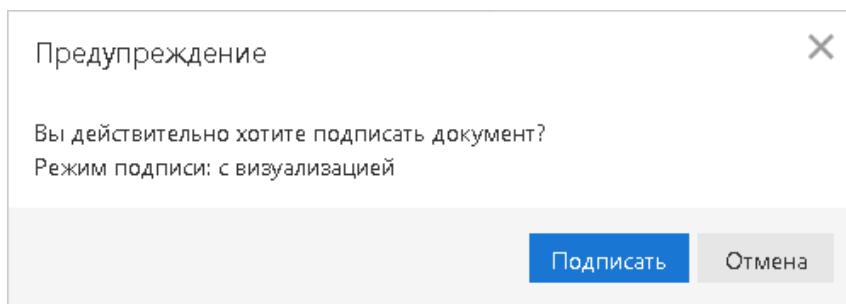 Предупреждение
Вы действительно хотите подписать документ?
Режим подписи: с визуализацией
Подписать
Отмена